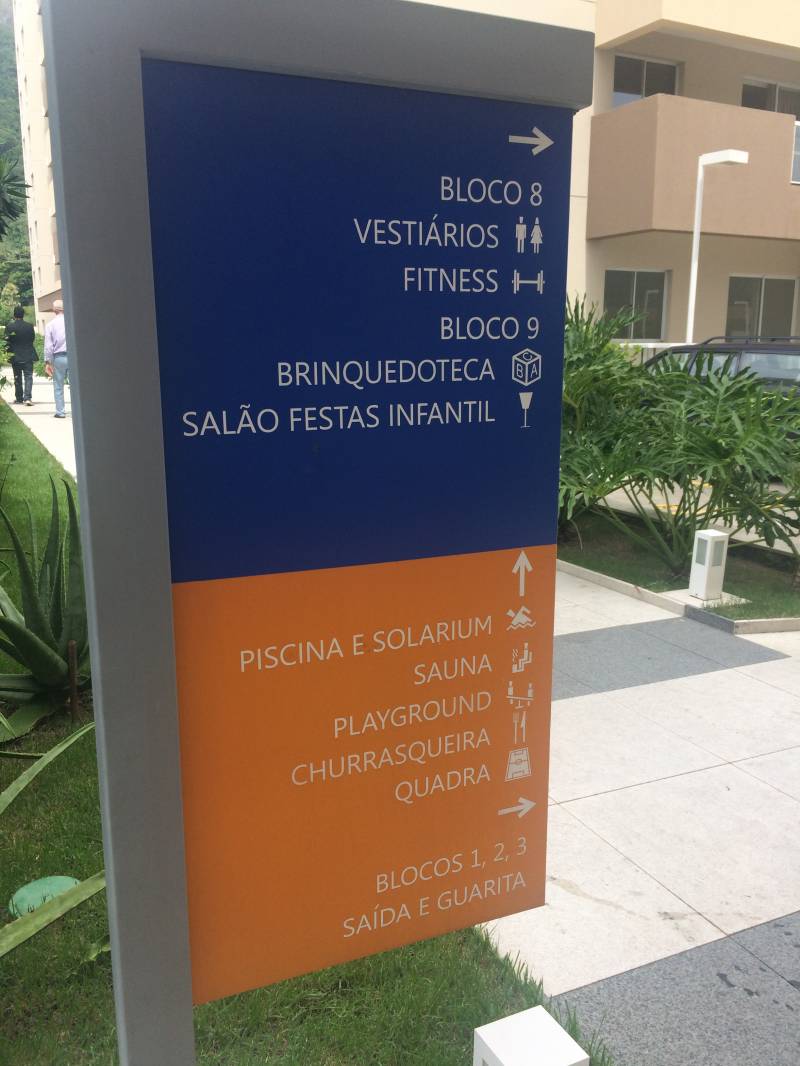 BLOCO 8
VESTIÁRIOS
FITNESS
BLOCO 9
BRINQUEDOTECA
SALÃO FESTAS INFANTIL
PISCINA E SOLARIUM
SAUNA
PLAYGROUND
CHURRASQUEIRA
QUADRA
BLOCOS 1, 2, 3
SAÍDA E GUARITA